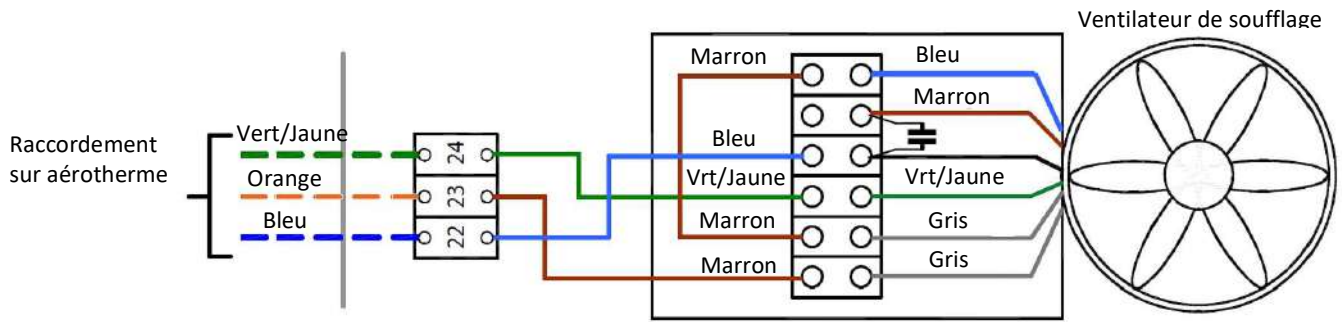 Ventilateur de soufflage
Marron
Bleu
Marron
Vert/Jaune
24
Bleu
Raccordement
sur aérotherme
Orange
23
Vrt/Jaune
Vrt/Jaune
Bleu
22
Marron
Gris
Marron
Gris